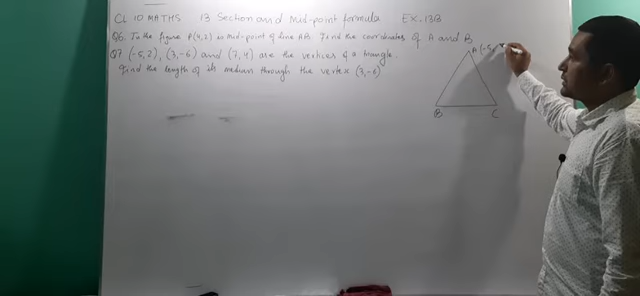 CL 10 MATHS 13 Section and Mid-point formula EX-13B
Q6. In the figure P(4,2) is mid-point of line AB. Find the coordinates of A and B
Q7 (-5,2), (3,-6) and (7,4) are the vertices of a triangle.
Find the length of its median through the vertex (3,-6)
A (-5,
B C